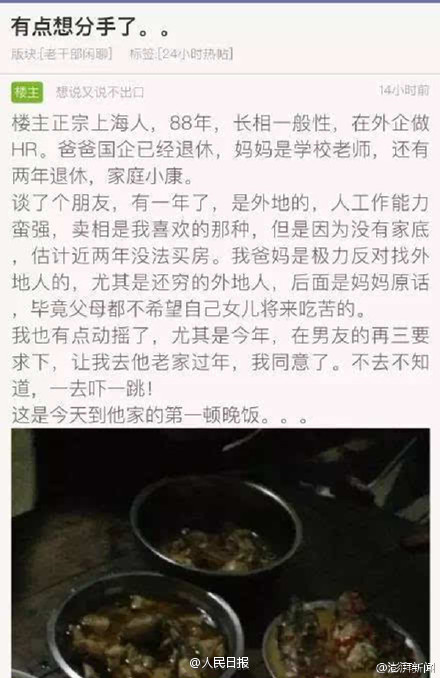 有点想分手了。。
版块:[老干部闲聊] 标签:[24小时热帖]
楼主 想说又说不出口 14小时前
楼主正宗上海人，88年，长相一般性，在外企做
HR。爸爸国企已经退休，妈妈是学校老师，还有
两年退休，家庭小康。
谈了个朋友，有一年了，是外地的，人工作能力
蛮强，卖相是我喜欢的那种，但是因为没有家底
，估计近两年没法买房。我爸妈是极力反对找外
地人的，尤其是还穷的外地人，后面是妈妈原话
，毕竟父母都不希望自己女儿将来吃苦的。
我也有点动摇了，尤其是今年，在男友的再三要
求下，让我去他老家过年，我同意了。不去不知
道，一去吓一跳！
这是今天到他家的第一顿晚饭。。。
@人民日报
@澎湃新闻